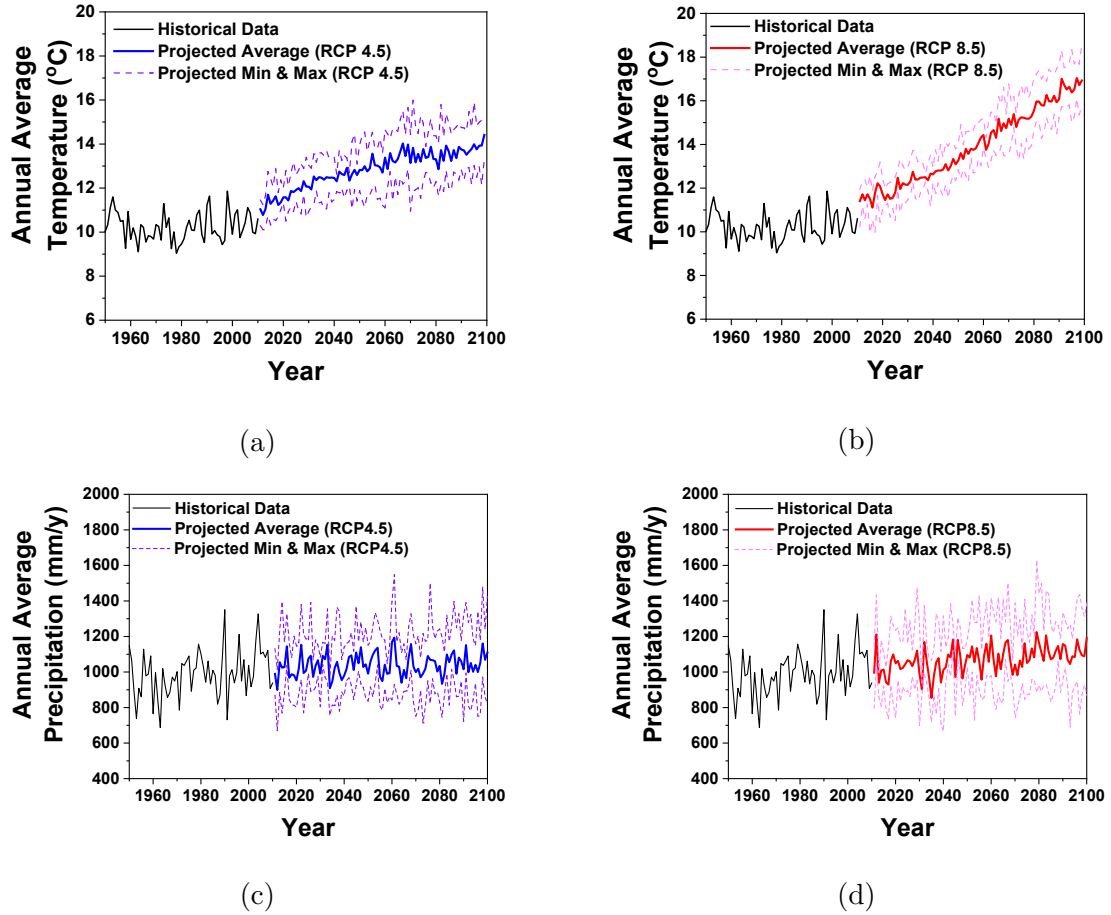 20
18
16
14
12
10
8
6
Annual Average
Temperature (°C)
Historical Data
Projected Average (RCP 4.5)
Projected Min & Max (RCP 4.5)
1960 1980 2000 2020 2040 2060 2080 2100
Year
(a)
20
18
16
14
12
10
8
6
Annual Average
Temperature (°C)
Historical Data
Projected Average (RCP 8.5)
Projected Min & Max (RCP 8.5)
1960 1980 2000 2020 2040 2060 2080 2100
Year
(b)
2000
1800
1600
1400
1200
1000
800
600
400
Annual Average
Precipitation (mm/y)
Historical Data
Projected Average (RCP4.5)
Projected Min & Max (RCP4.5)
1960 1980 2000 2020 2040 2060 2080 2100
Year
(c)
2000
1800
1600
1400
1200
1000
800
600
400
Annual Average
Precipitation (mm/y)
Historical Data
Projected Average (RCP8.5)
Projected Min & Max (RCP8.5)
1960 1980 2000 2020 2040 2060 2080 2100
Year
(d)